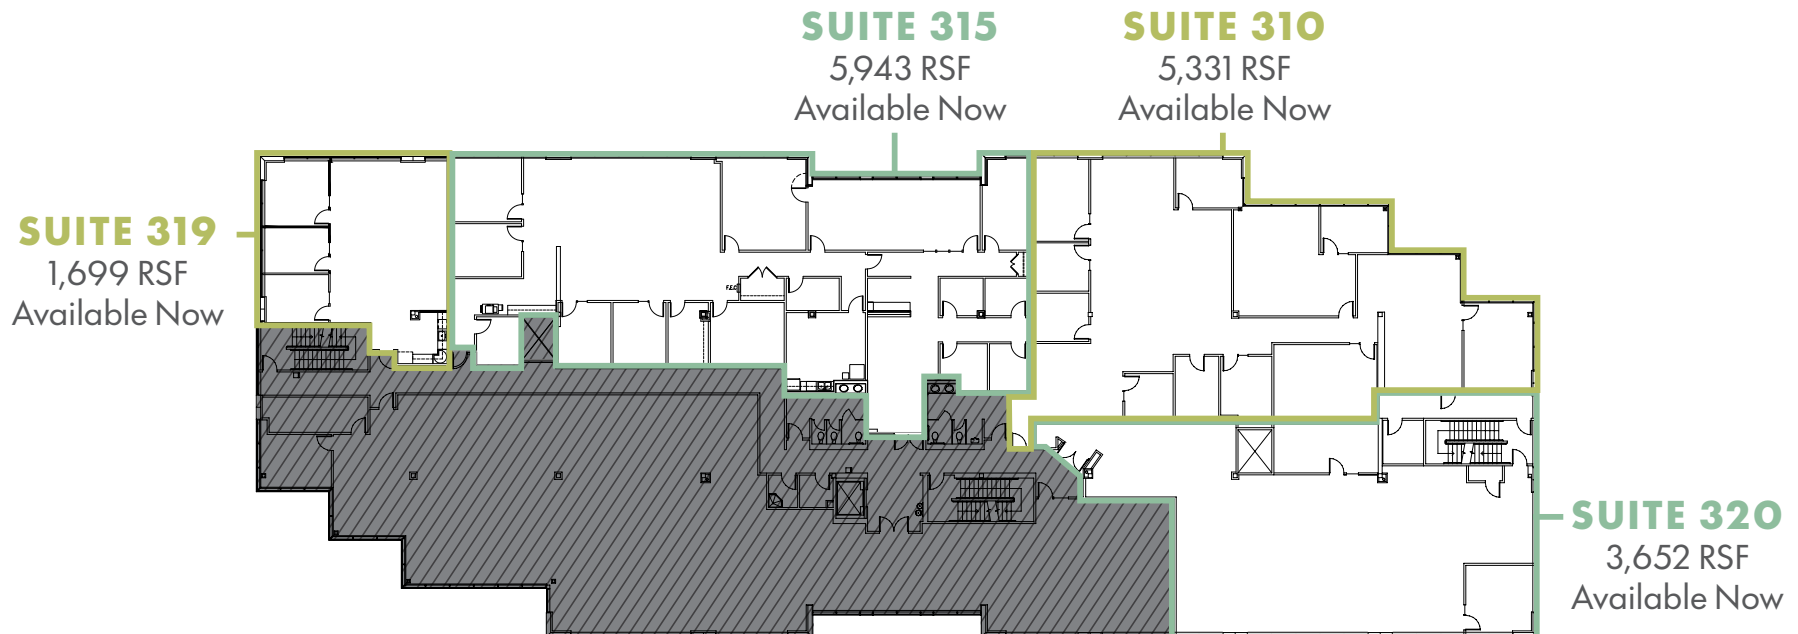 SUITE 315
5,943 RSF
Available Now
SUITE 310
5,331 RSF
Available Now
SUITE 319
1,699 RSF
Available Now
F.E.C.
SUITE 320
3,652 RSF
Available Now